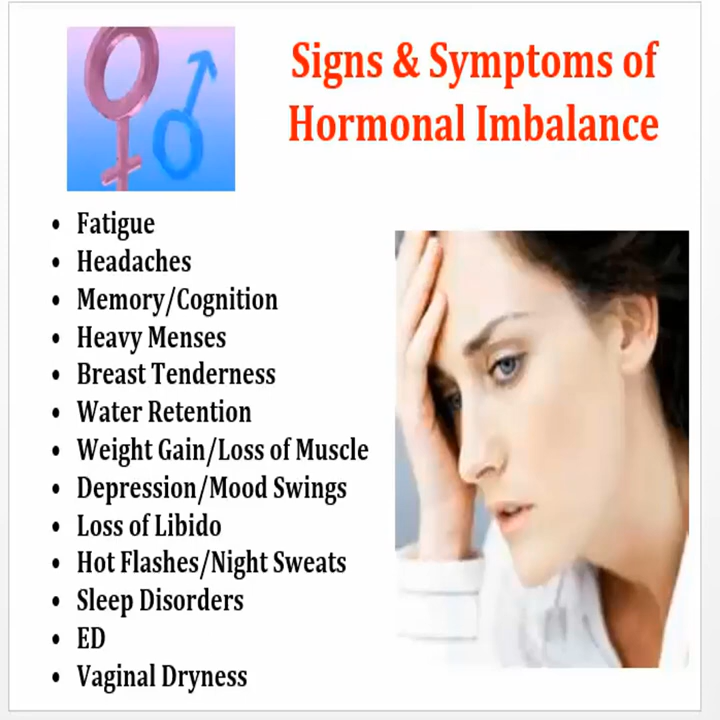 Signs & Symptoms of
Hormonal Imbalance
• Fatigue
• Headaches
• Memory/Cognition
• Heavy Menses
• Breast Tenderness
• Water Retention
• Weight Gain/Loss of Muscle
• Depression/Mood Swings
• Loss of Libido
• Hot Flashes/Night Sweats
• Sleep Disorders
• ED
• Vaginal Dryness